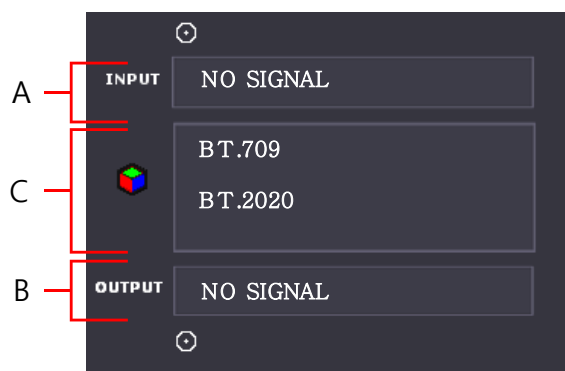 A
INPUT
NO SIGNAL
C
BT.709
BT.2020
B
OUTPUT
NO SIGNAL